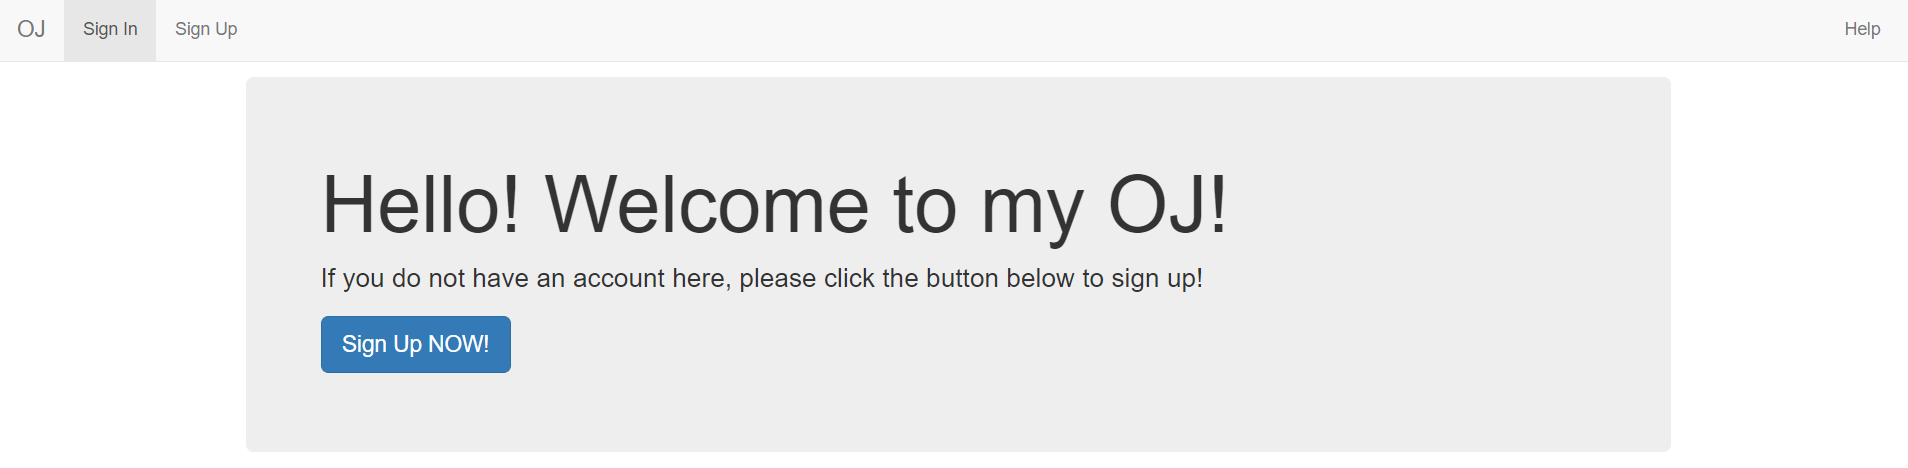 OJ Sign In Sign Up Help
Hello! Welcome to my OJ!
If you do not have an account here, please click the button below to sign up!
Sign Up NOW!